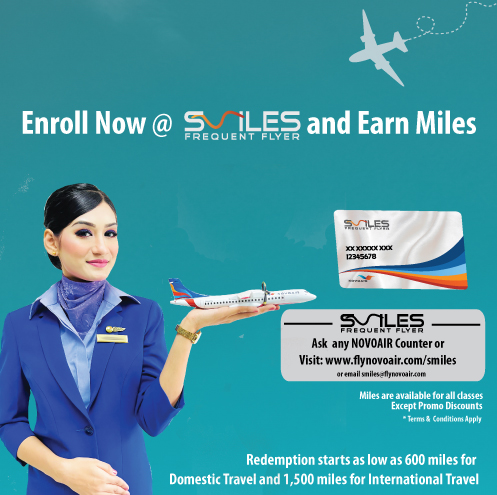 Enroll Now @ SMILES and Earn Miles
FREQUENT FLYER
SMILES
FREQUENT FLYER
XX XXXXX XXX
12345678
NOVOAIR
SMILES
FREQUENT FLYER
Ask any NOVOAIR Counter or
Visit: www.flynovoair.com/smiles
or email smiles@flynovoair.com
Miles are available for all classes
Except Promo Discounts
* Terms & Conditions Apply
Redemption starts as low as 600 miles for
Domestic Travel and 1,500 miles for International Travel